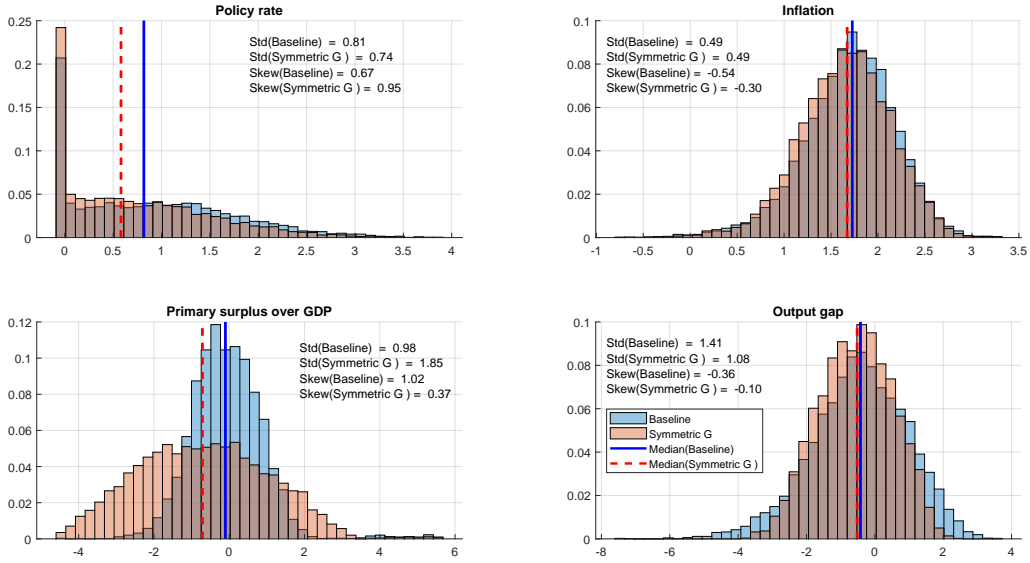 Policy rate
Std(Baseline) = 0.81
Std(Symmetric G ) = 0.74
Skew(Baseline) = 0.67
Skew(Symmetric G ) = 0.95
0.25
0.2
0.15
0.1
0.05
0
0 0.5 1 1.5 2 2.5 3 3.5 4
Inflation
Std(Baseline) = 0.49
Std(Symmetric G ) = 0.49
Skew(Baseline) = -0.54
Skew(Symmetric G ) = -0.30
0.1
0.08
0.06
0.04
0.02
0
-1 -0.5 0 0.5 1 1.5 2 2.5 3 3.5
Primary surplus over GDP
Std(Baseline) = 0.98
Std(Symmetric G ) = 1.85
Skew(Baseline) = 1.02
Skew(Symmetric G ) = 0.37
0.12
0.1
0.08
0.06
0.04
0.02
0
-4 -2 0 2 4 6
Output gap
Std(Baseline) = 1.41
Std(Symmetric G ) = 1.08
Skew(Baseline) = -0.36
Skew(Symmetric G ) = -0.10
Baseline
Symmetric G
Median(Baseline)
Median(Symmetric G )
0.1
0.08
0.06
0.04
0.02
0
-8 -6 -4 -2 0 2 4